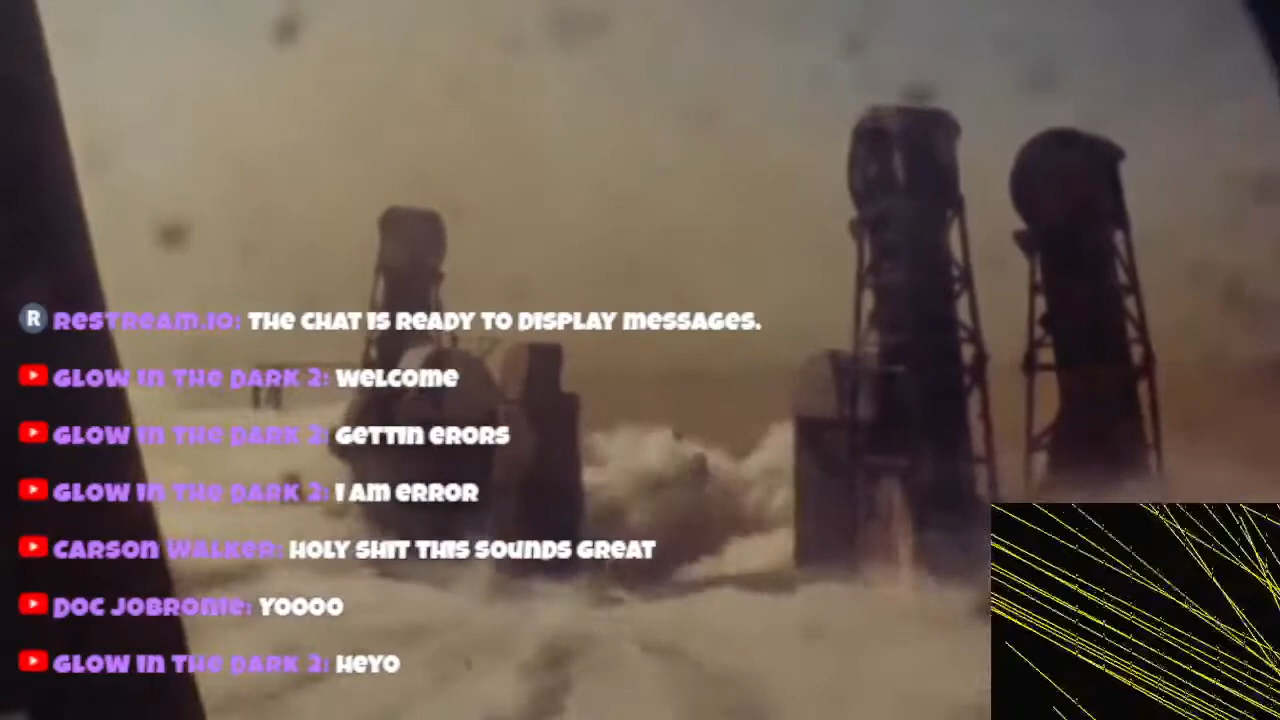 R Restream.io: The chat is ready to display messages.
Glow in the Dark 2: Welcome
Glow in the Dark 2: Gettin erors
Glow in the Dark 2: I am error
Carson Walker: Holy shit this sounds great
Doc Jobronie: Yoooo
Glow in the Dark 2: Heyo